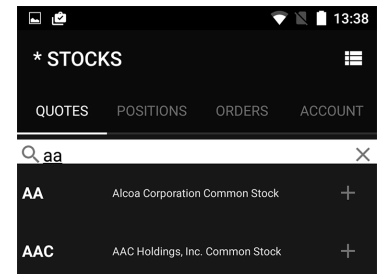 13:38
* STOCKS
QUOTES POSITIONS ORDERS ACCOUNT
aa
AA Alcoa Corporation Common Stock
AAC AAC Holdings, Inc. Common Stock